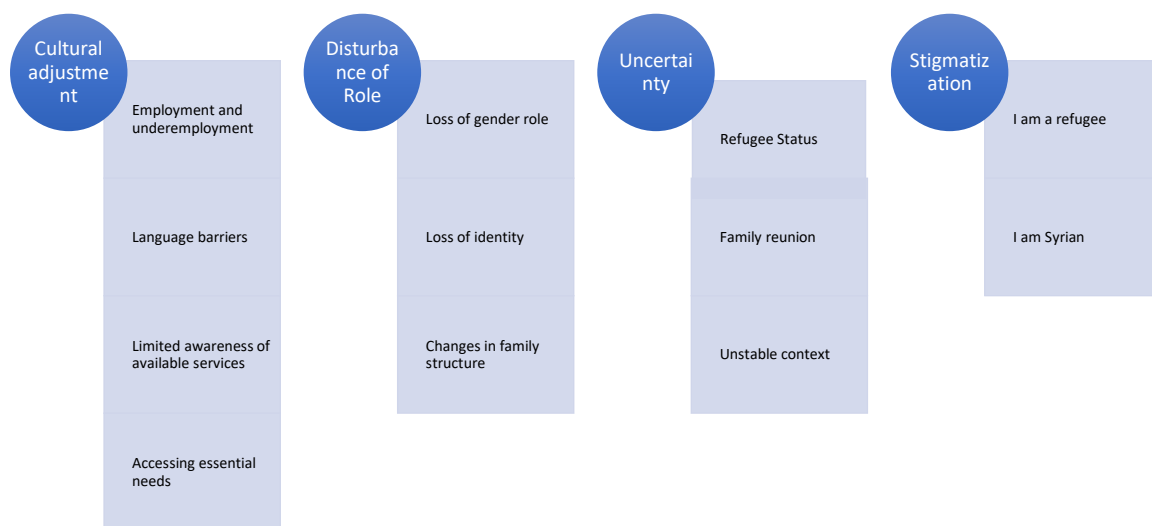 Cultural
adjustme
nt
Employment and
underemployment
Language barriers
Limited awareness of
available services
Accessing essential
needs
Disturba
nce of
Role
Loss of gender role
Loss of identity
Changes in family
structure
Uncertai
nty
Refugee Status
Family reunion
Unstable context
Stigmatiz
ation
I am a refugee
I am Syrian